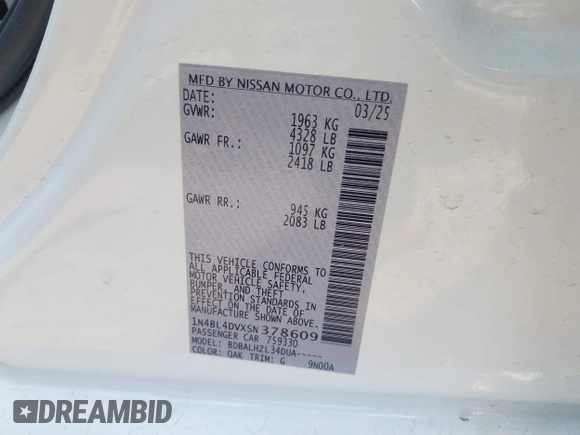 MFD BY NISSAN MOTOR CO., LTD.
DATE: 03/25
GVWR: 1963 KG
4328 LB
GAWR FR.: 1097 KG
2418 LB
GAWR RR.: 945 KG
2083 LB
THIS VEHICLE CONFORMS TO
ALL APPLICABLE FEDERAL
MOTOR VEHICLE SAFETY,
BUMPER, AND THEFT
PREVENTION STANDARDS IN
EFFECT ON THE DATE OF
MANUFACTURE SHOWN ABOVE.
1N4BL4DVXSN378609
PASSENGER CAR 759330
MODEL: BDBALHZL34DUA-----
COLOR: QAK TRIM: G 9N00A
DREAMBID